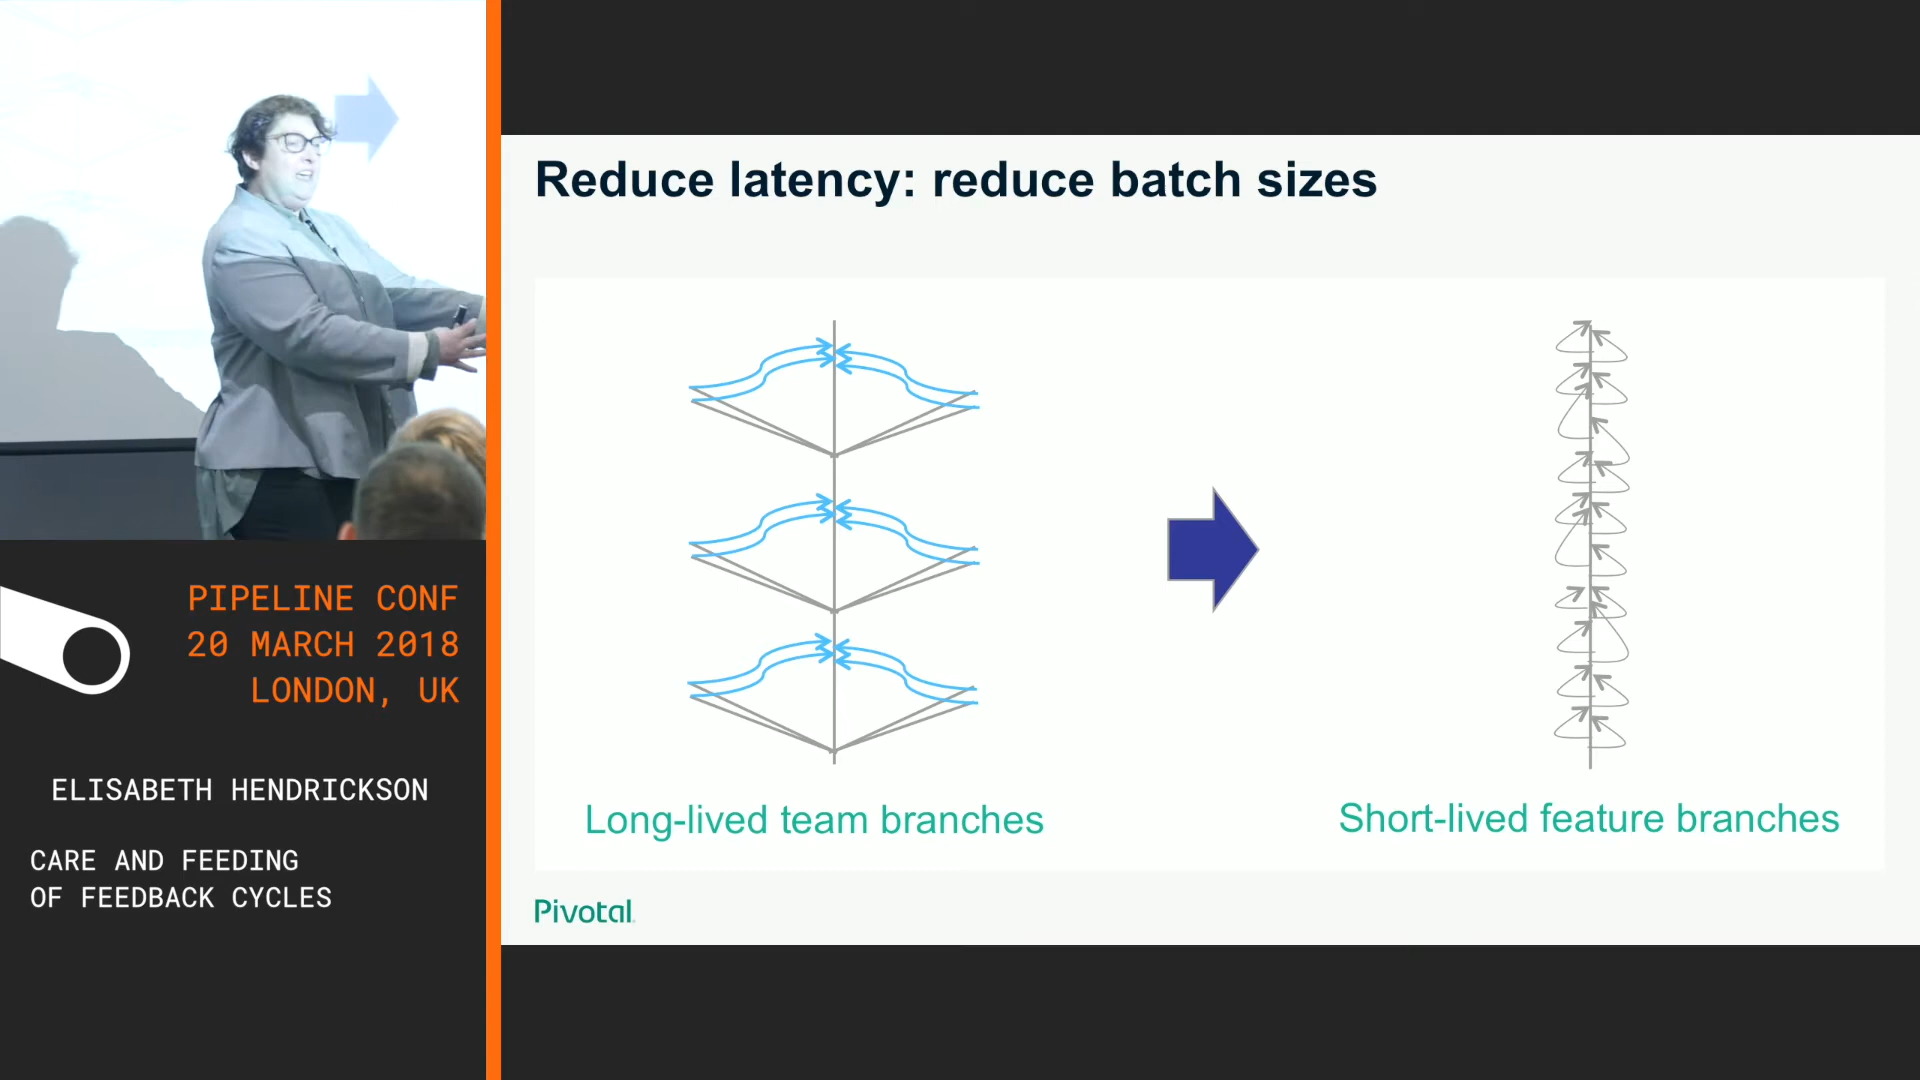 PIPELINE CONF
20 MARCH 2018
LONDON, UK
ELISABETH HENDRICKSON
CARE AND FEEDING
OF FEEDBACK CYCLES
Reduce latency: reduce batch sizes
Long-lived team branches
Short-lived feature branches
Pivotal